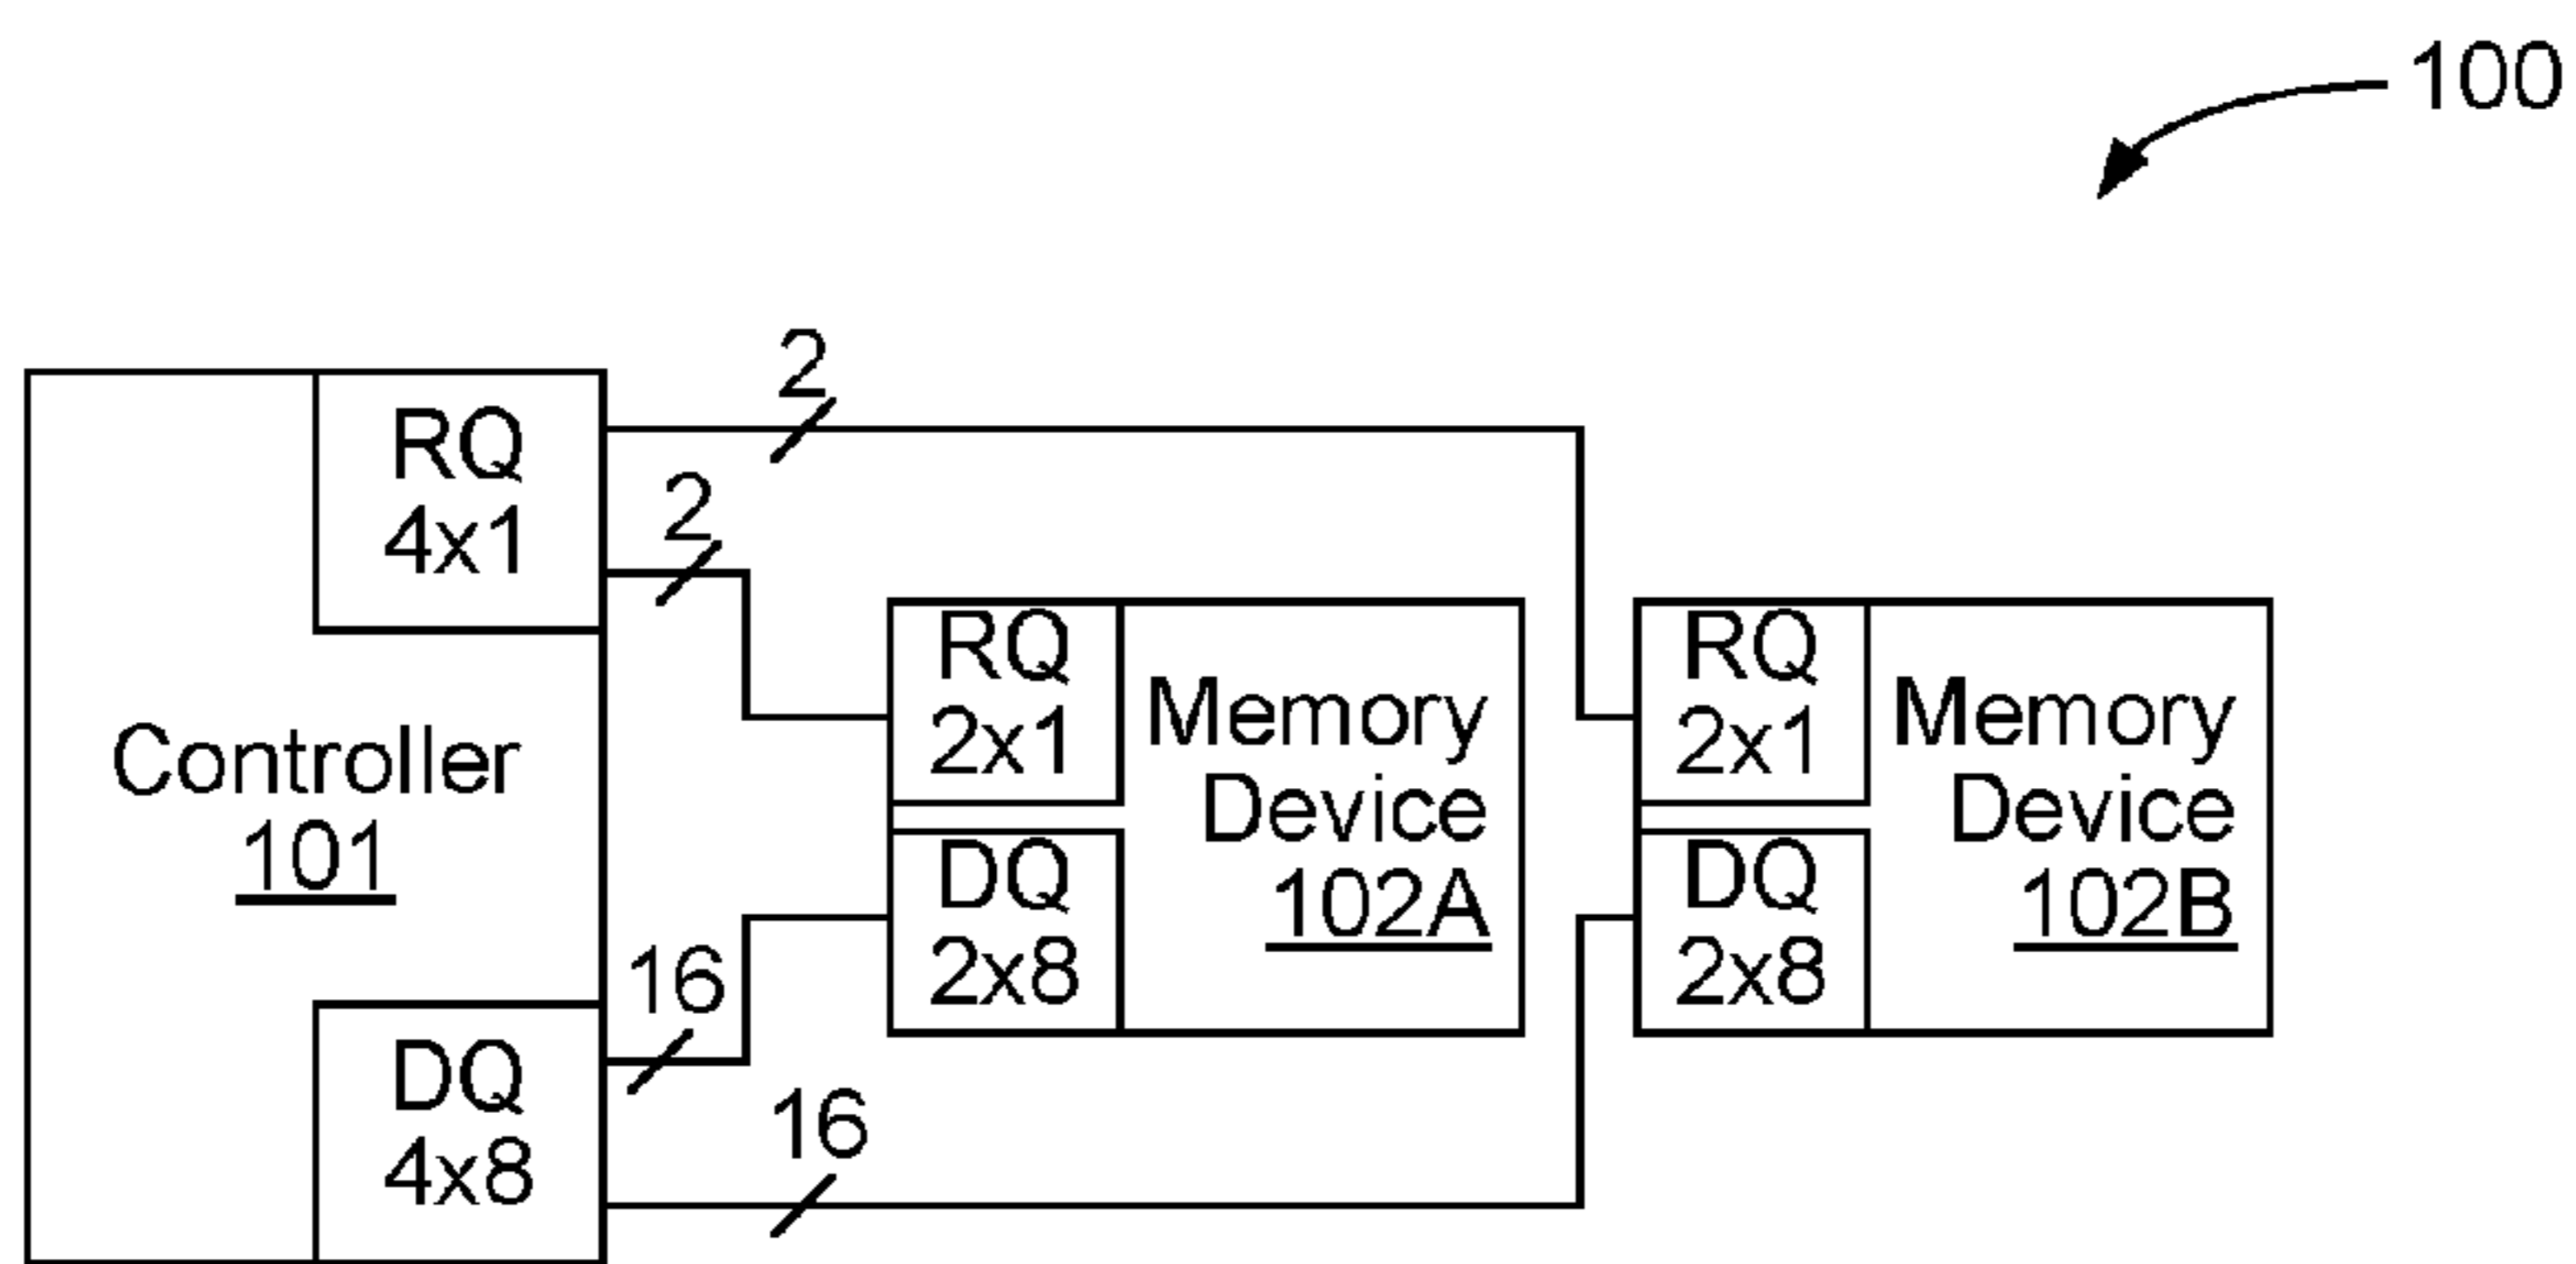 100
2
RQ
4x1
2
Controller
101
RQ
2x1
Memory
Device
102A
DQ
2x8
RQ
2x1
Memory
Device
102B
DQ
2x8
16
DQ
4x8
16